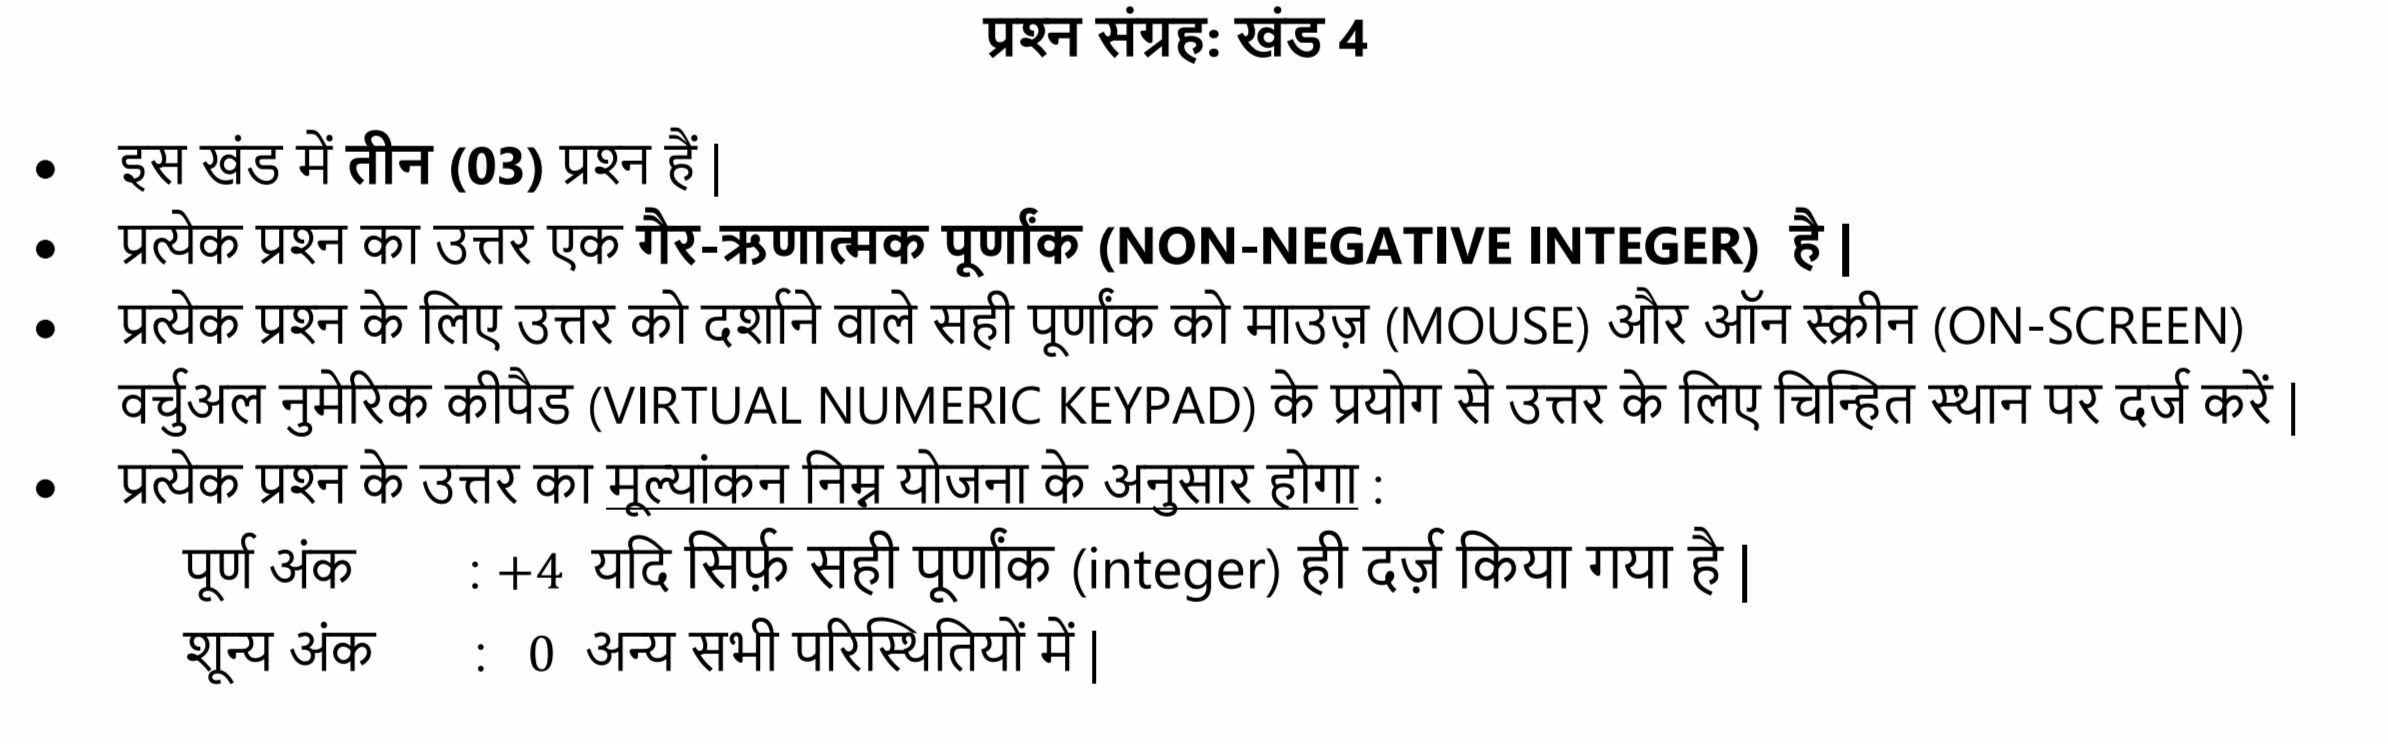 प्रश्न संग्रह: खंड 4
• इस खंड में तीन (03) प्रश्न हैं |
• प्रत्येक प्रश्न का उत्तर एक गैर-ऋणात्मक पूर्णांक (NON-NEGATIVE INTEGER) है |
• प्रत्येक प्रश्न के लिए उत्तर को दर्शाने वाले सही पूर्णांक को माउज़ (MOUSE) और ऑन स्क्रीन (ON-SCREEN)
वर्चुअल नुमेरिक कीपैड (VIRTUAL NUMERIC KEYPAD) के प्रयोग से उत्तर के लिए चिन्हित स्थान पर दर्ज करें |
• प्रत्येक प्रश्न के उत्तर का मूल्यांकन निम्न योजना के अनुसार होगा :
पूर्ण अंक : +4 यदि सिर्फ़ सही पूर्णांक (integer) ही दर्ज़ किया गया है |
शून्य अंक : 0 अन्य सभी परिस्थितियों में |